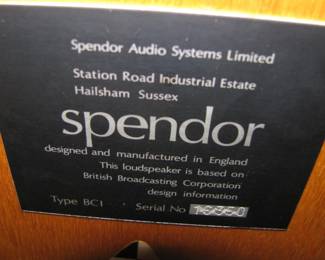 Spendor Audio Systems Limited
Station Road Industrial Estate
Hailsham Sussex
spendor
designed and manufactured in England
This loudspeaker is based on
British Broadcasting Corporation
design information
Type BC1 Serial No